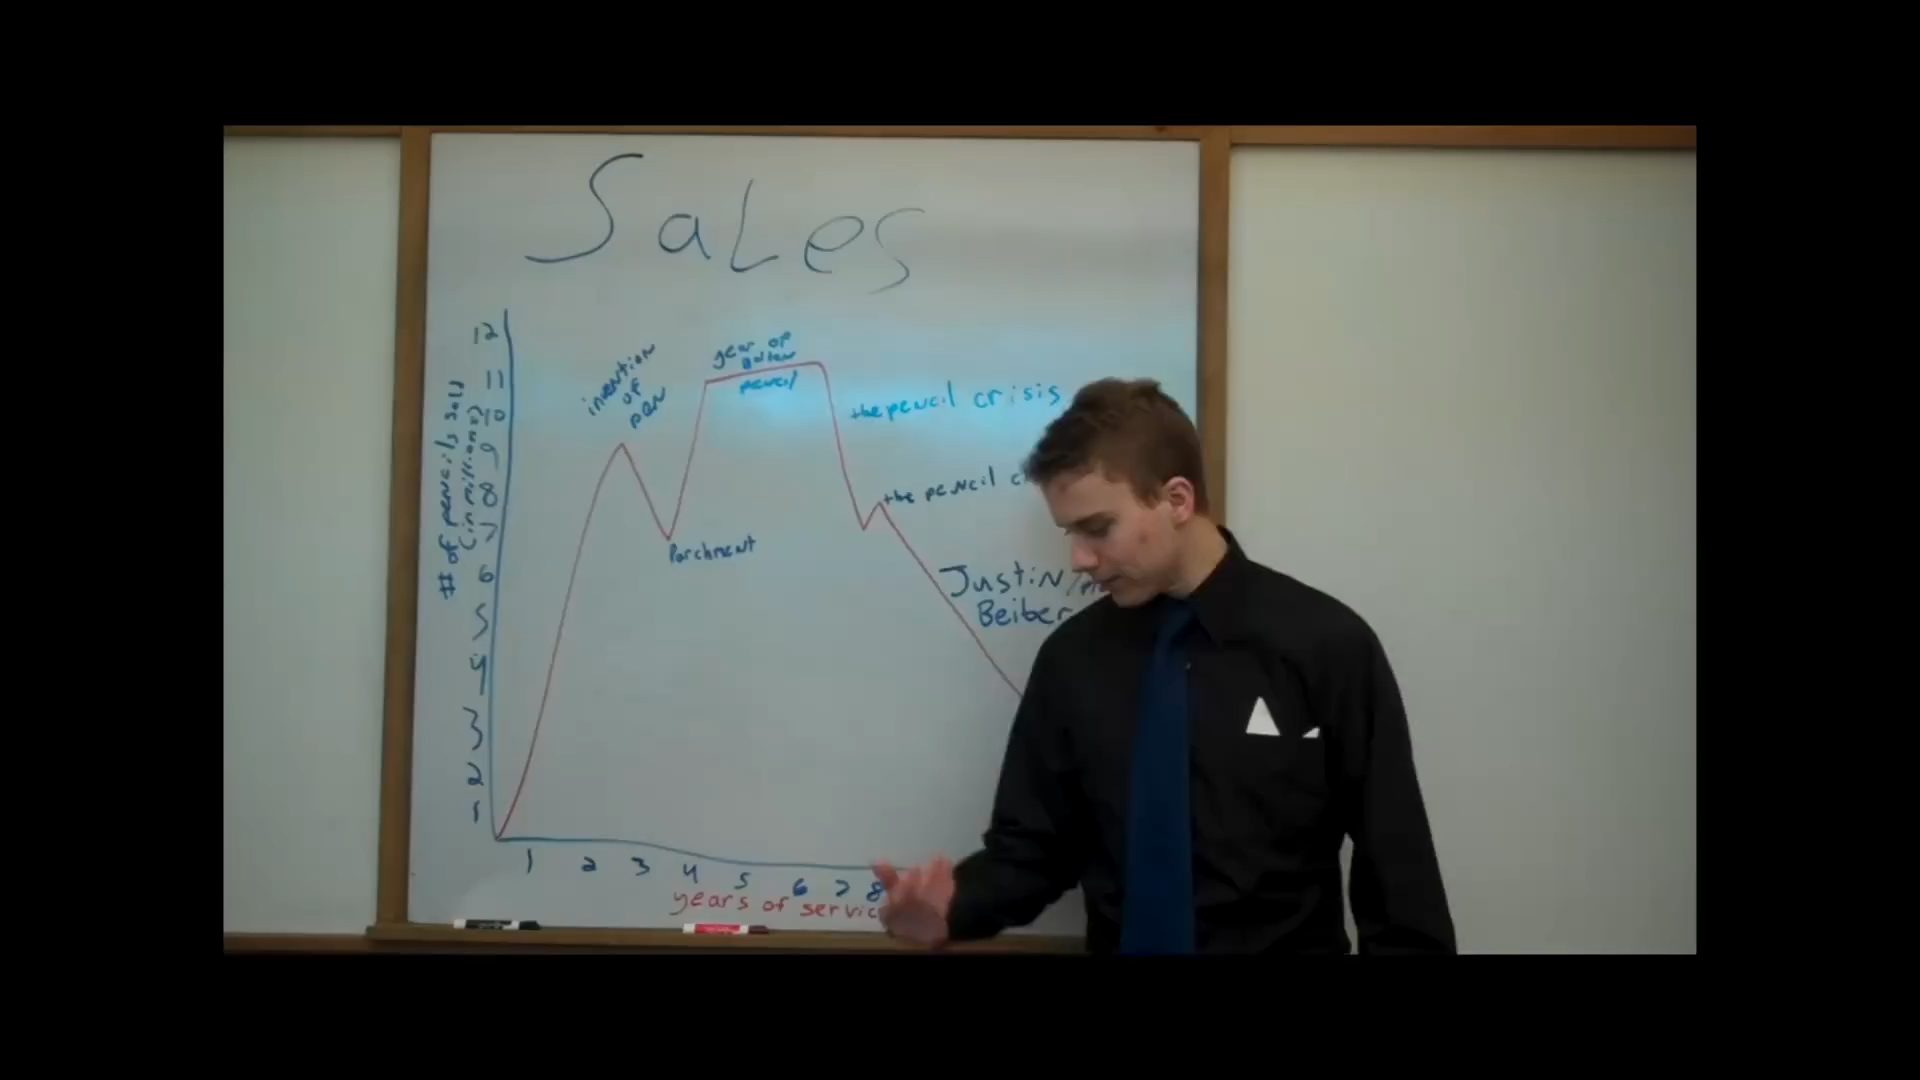 Sales
12
11
10
9
8
7
6
5
4
3
2
1
# of pencils sold
(in millions)
invention
of
pen
Parchment
year of
golden
pencil
the pencil crisis
the pencil
Justin
Beiber
1 2 3 4 5 6 7 8
years of servic